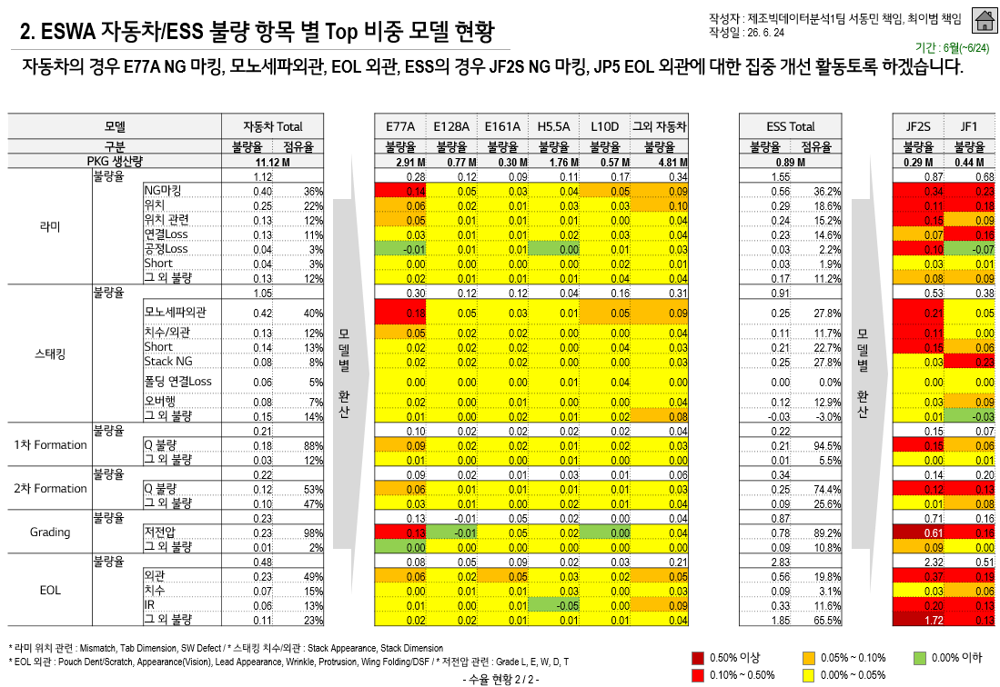 2. ESWA 자동차/ESS 불량 항목 별 Top 비중 모델 현황
작성자 : 제조빅데이터분석1팀 서동민 책임, 최이범 책임
작성일 : 26. 6. 24
기간 : 6월(~6/24)
자동차의 경우 E77A NG 마킹, 모노세파외관, EOL 외관, ESS의 경우 JF2S NG 마킹, JP5 EOL 외관에 대한 집중 개선 활동토록 하겠습니다.
모델 자동차 Total E77A E128A E161A H5.5A L10D 그외 자동차 ESS Total JF2S JF1
구분 불량율 점유율 불량율 불량율 불량율 불량율 불량율 불량율 불량율 점유율 불량율 불량율
PKG 생산량 11.12 M 2.91 M 0.77 M 0.30 M 1.76 M 0.57 M 4.81 M 0.89 M 0.29 M 0.44 M
라미 불량율 1.12 0.28 0.12 0.09 0.11 0.17 0.34 1.55 0.87 0.68
NG마킹 0.40 36% 0.14 0.05 0.03 0.04 0.05 0.09 0.56 36.2% 0.34 0.23
위치 0.25 22% 0.06 0.02 0.01 0.03 0.03 0.10 0.29 18.6% 0.11 0.18
위치 관련 0.13 12% 0.05 0.01 0.01 0.00 0.00 0.04 0.24 15.2% 0.15 0.09
연결Loss 0.13 11% 0.03 0.01 0.01 0.02 0.03 0.04 0.23 14.6% 0.07 0.16
공정Loss 0.04 3% -0.01 0.01 0.01 0.00 0.01 0.03 0.03 2.2% 0.10 -0.07
Short 0.04 3% 0.01 0.01 0.00 0.00 0.02 0.01 0.03 1.9% 0.03 0.01
그 외 불량 0.13 12% 0.02 0.01 0.01 0.01 0.04 0.04 0.17 11.2% 0.08 0.09
스태킹 불량율 1.05 0.30 0.12 0.12 0.04 0.16 0.31 0.91 0.53 0.38
모노세파외관 0.42 40% 0.18 0.05 0.03 0.01 0.05 0.09 0.25 27.8% 0.21 0.05
치수/외관 0.13 12% 0.05 0.02 0.01 0.00 0.01 0.04 0.11 11.7% 0.11 0.00
Short 0.14 13% 0.02 0.02 0.02 0.00 0.04 0.03 0.21 22.7% 0.15 0.06
Stack NG 0.08 8% 0.02 0.02 0.01 0.00 0.01 0.03 0.25 27.8% 0.03 0.23
폴딩 연결Loss 0.06 5% 0.00 0.00 0.01 0.01 0.04 0.00 0.00 0.0% 0.00 0.00
오버행 0.08 7% 0.02 0.00 0.01 0.00 0.01 0.04 0.12 12.9% 0.03 0.09
그 외 불량 0.15 14% 0.01 0.00 0.02 0.01 0.02 0.08 -0.03 -3.0% 0.01 -0.03
1차 Formation 불량율 0.21 0.10 0.02 0.02 0.02 0.02 0.04 0.22 0.15 0.07
Q 불량 0.18 88% 0.09 0.02 0.02 0.01 0.02 0.03 0.21 94.5% 0.15 0.06
그 외 불량 0.03 12% 0.01 0.00 0.01 0.01 0.00 0.01 0.01 5.5% 0.00 0.01
2차 Formation 불량율 0.22 0.09 0.02 0.01 0.03 0.01 0.06 0.34 0.14 0.20
Q 불량 0.12 53% 0.06 0.01 0.01 0.01 0.00 0.03 0.25 74.4% 0.12 0.13
그 외 불량 0.10 47% 0.03 0.01 0.00 0.02 0.01 0.04 0.09 25.6% 0.01 0.08
Grading 불량율 0.23 0.13 -0.01 0.05 0.02 0.00 0.04 0.87 0.71 0.16
저전압 0.23 98% 0.13 -0.01 0.05 0.02 0.00 0.04 0.78 89.2% 0.61 0.16
그 외 불량 0.01 2% 0.00 0.00 0.00 0.00 0.00 0.00 0.09 10.8% 0.09 0.00
EOL 불량율 0.48 0.08 0.05 0.09 0.02 0.03 0.21 2.83 2.32 0.51
외관 0.23 49% 0.06 0.02 0.05 0.03 0.02 0.05 0.56 19.8% 0.37 0.19
치수 0.07 15% 0.00 0.02 0.01 0.01 0.00 0.03 0.09 3.1% 0.03 0.06
IR 0.06 13% 0.01 0.00 0.01 -0.05 0.00 0.09 0.33 11.6% 0.20 0.13
그 외 불량 0.11 23% 0.02 0.02 0.01 0.01 0.01 0.04 1.85 65.5% 1.72 0.13
모델별 환산
모델별 환산
* 라미 위치 관련 : Mismatch, Tab Dimension, SW Defect / * 스태킹 치수/외관 : Stack Appearance, Stack Dimension
* EOL 외관 : Pouch Dent/Scratch, Appearance(Vision), Lead Appearance, Wrinkle, Protrusion, Wing Folding/DSF / * 저전압 관련 : Grade L, E, W, D, T
0.50% 이상 0.05% ~ 0.10% 0.00% 이하
0.10% ~ 0.50% 0.00% ~ 0.05%
- 수율 현황 2 / 2 -